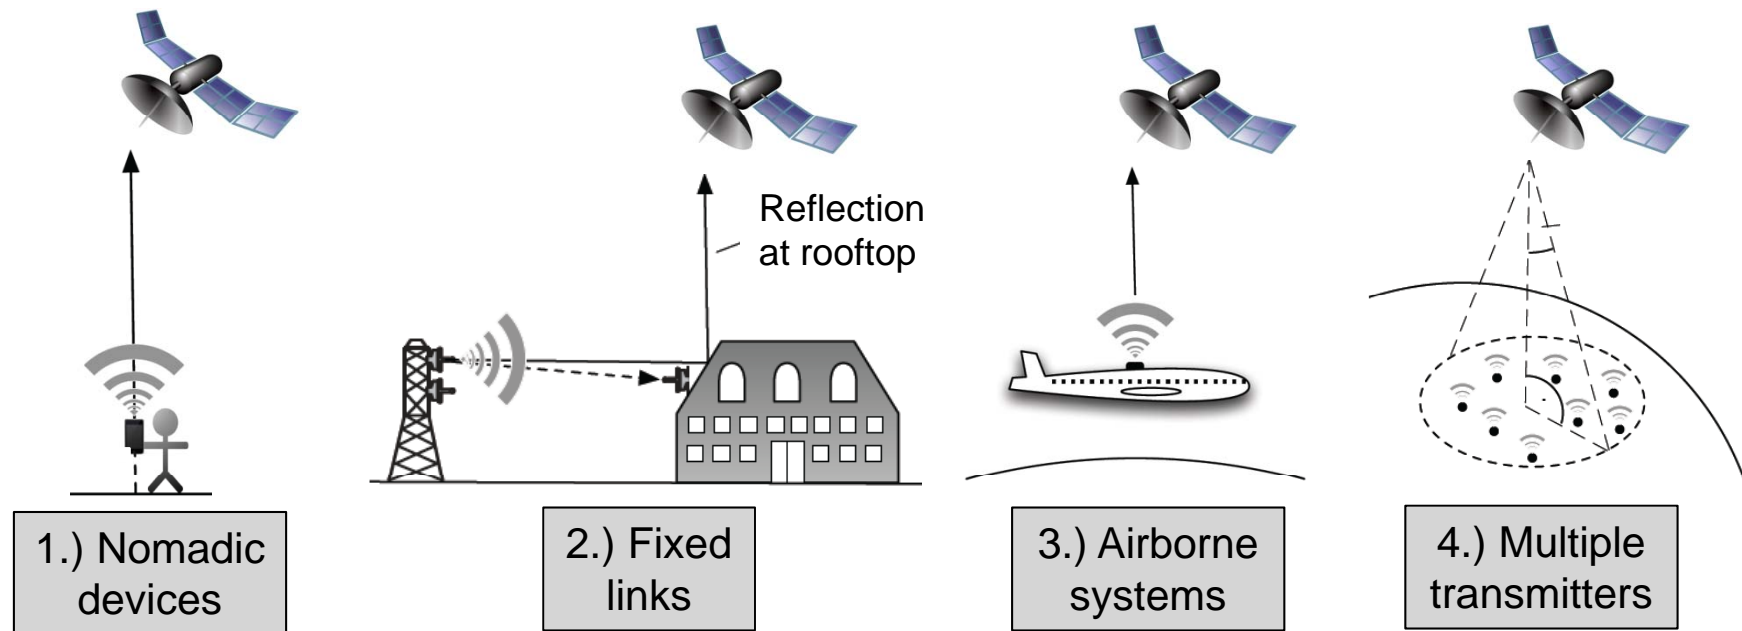 Reflection
at rooftop
1.) Nomadic
devices
2.) Fixed
links
3.) Airborne
systems
4.) Multiple
transmitters